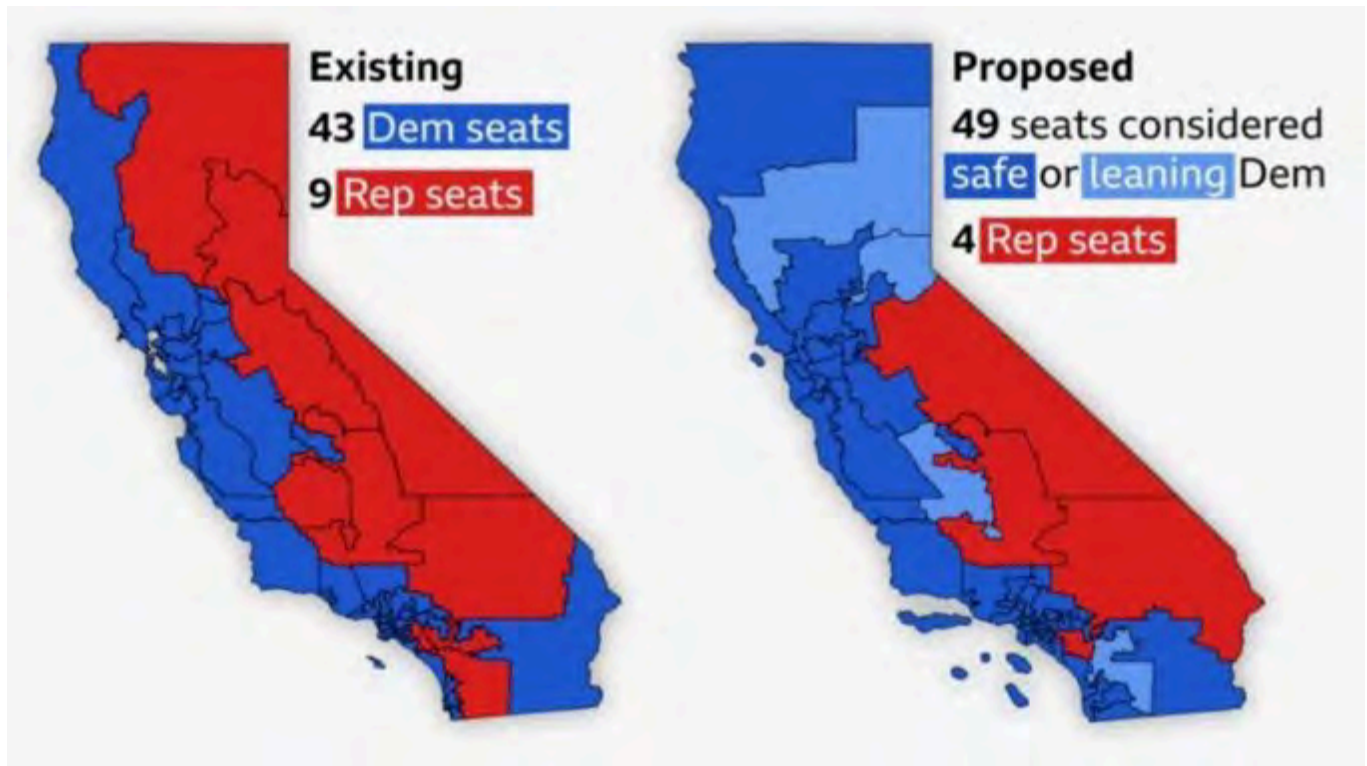 Existing
43 Dem seats
9 Rep seats
Proposed
49 seats considered
safe or leaning Dem
4 Rep seats